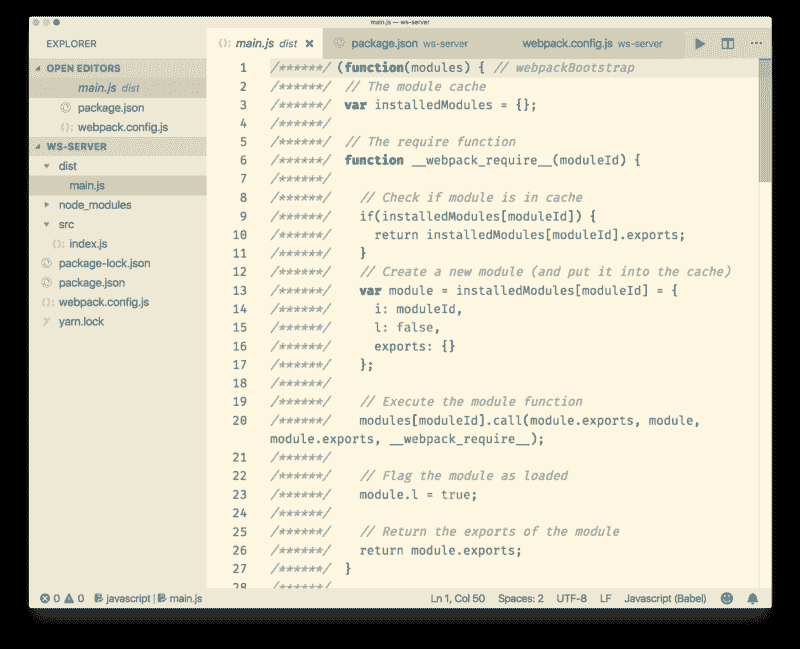 main.js — ws-server
EXPLORER
OPEN EDITORS
main.js dist
package.json
webpack.config.js
WS-SERVER
dist
main.js
node_modules
src
index.js
package-lock.json
package.json
webpack.config.js
yarn.lock
main.js dist
package.json ws-server
webpack.config.js ws-server
1 /******/ (function(modules) { // webpackBootstrap
2 /******/ // The module cache
3 /******/ var installedModules = {};
4 /******/
5 /******/ // The require function
6 /******/ function __webpack_require__(moduleId) {
7 /******/
8 /******/ // Check if module is in cache
9 /******/ if(installedModules[moduleId]) {
10 /******/ return installedModules[moduleId].exports;
11 /******/ }
12 /******/ // Create a new module (and put it into the cache)
13 /******/ var module = installedModules[moduleId] = {
14 /******/ i: moduleId,
15 /******/ l: false,
16 /******/ exports: {}
17 /******/ };
18 /******/
19 /******/ // Execute the module function
20 /******/ modules[moduleId].call(module.exports, module,
module.exports, __webpack_require__);
21 /******/
22 /******/ // Flag the module as loaded
23 /******/ module.l = true;
24 /******/
25 /******/ // Return the exports of the module
26 /******/ return module.exports;
27 /******/ }
28 /******/
0 0 javascript | main.js Ln 1, Col 50 Spaces: 2 UTF-8 LF Javascript (Babel)